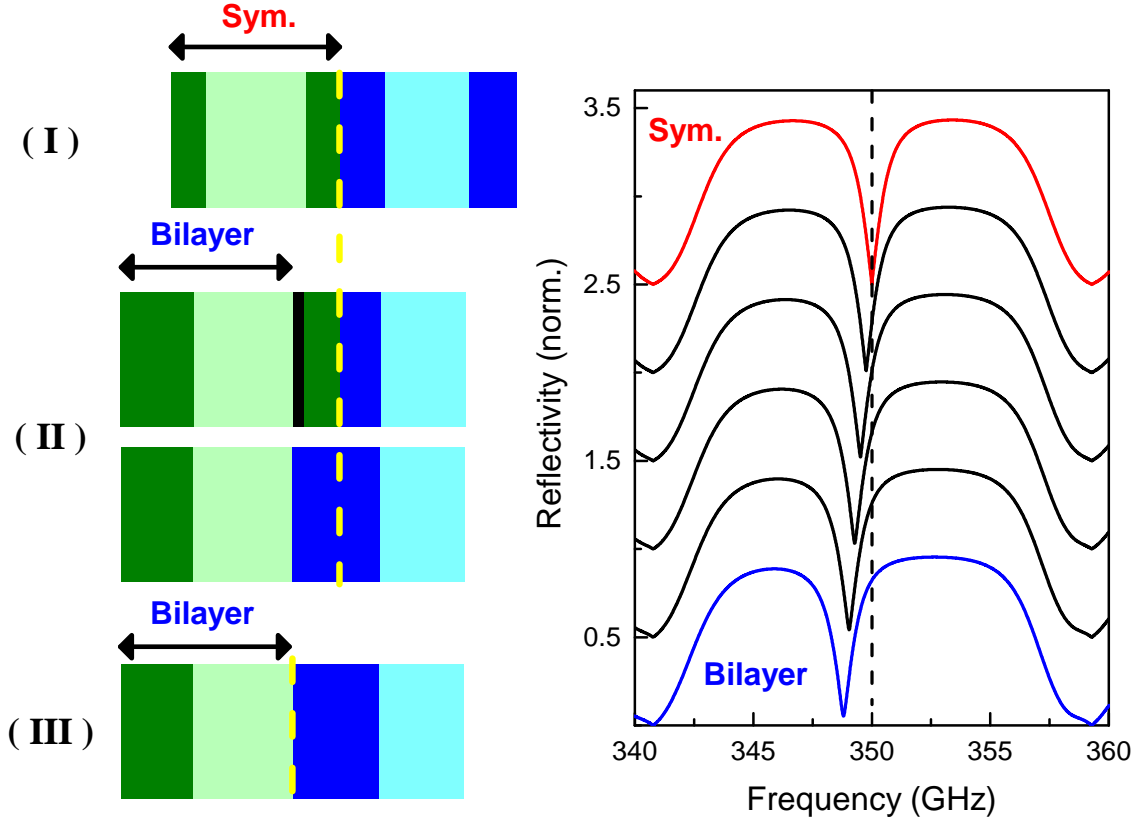 Sym.
( I )
Bilayer
( II )
Bilayer
( III )
3.5
2.5
1.5
0.5
Reflectivity (norm.)
Sym.
Bilayer
340 345 350 355 360
Frequency (GHz)